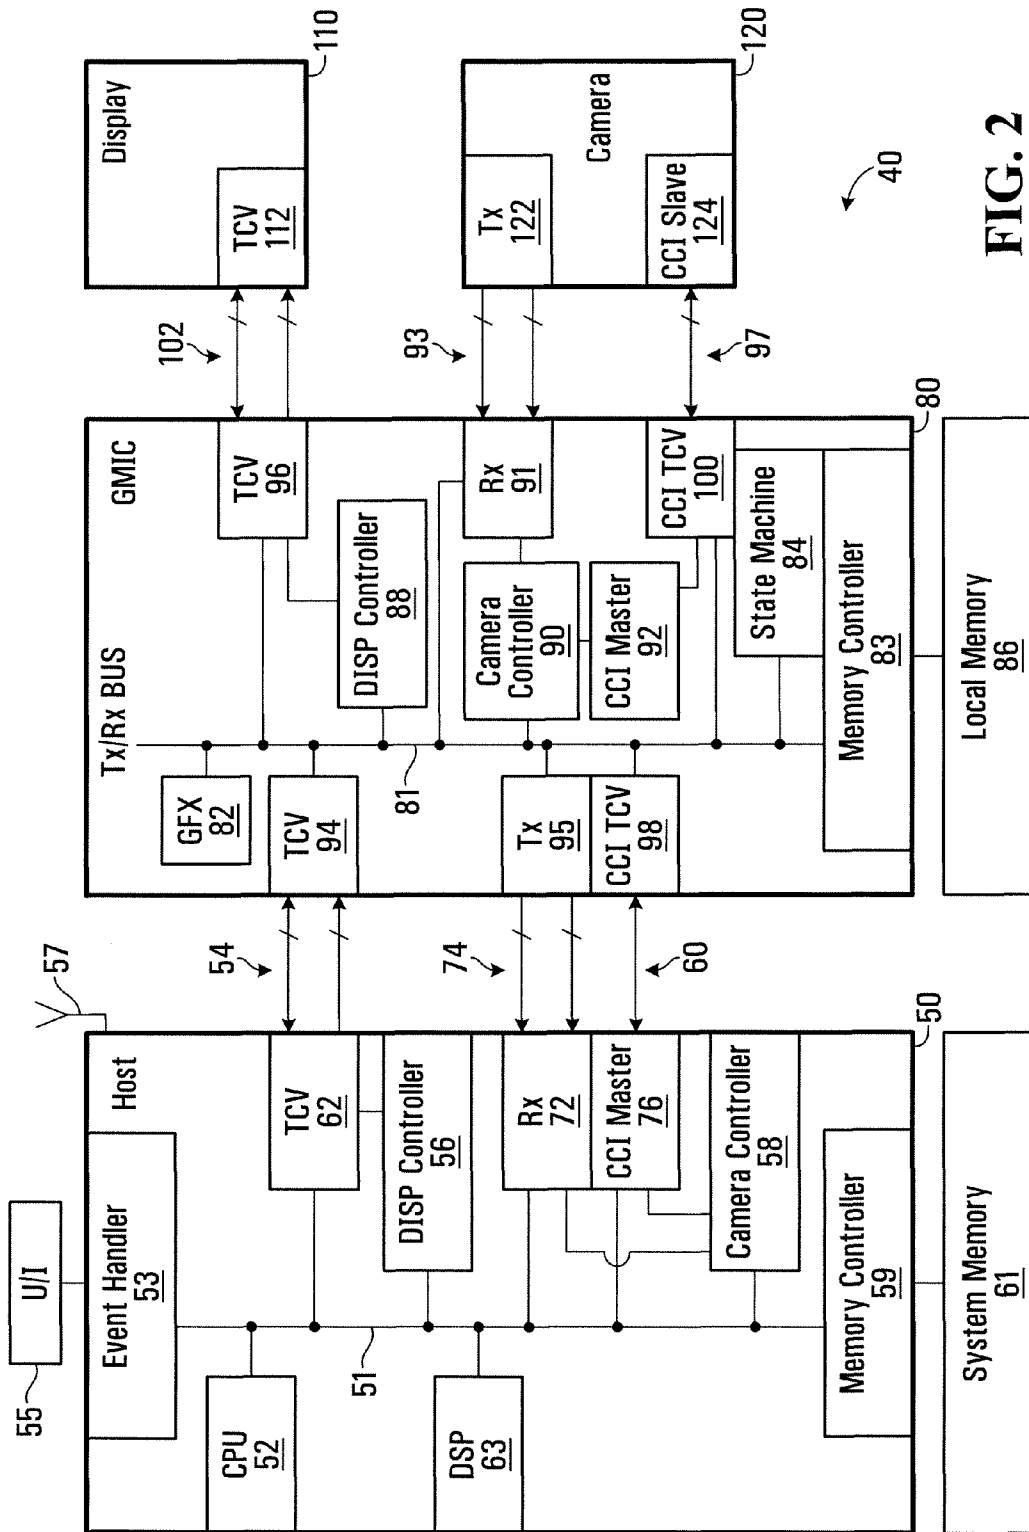 U/I
55
57
Host
Event Handler
53
CPU
52
51
TCV
62
DISP Controller
56
DSP
63
Rx
72
CCI Master
76
Camera Controller
58
Memory Controller
59
50
System Memory
61
54
74
60
Tx/Rx BUS
GMIC
GFX
82
TCV
94
81
TCV
96
DISP Controller
88
Tx
95
CCI TCV
98
Rx
91
Camera
Controller
90
CCI Master
92
CCI TCV
100
State Machine
84
Memory Controller
83
80
Local Memory
86
102
93
97
Display
TCV
112
110
Tx
122
Camera
CCI Slave
124
120
40
FIG. 2